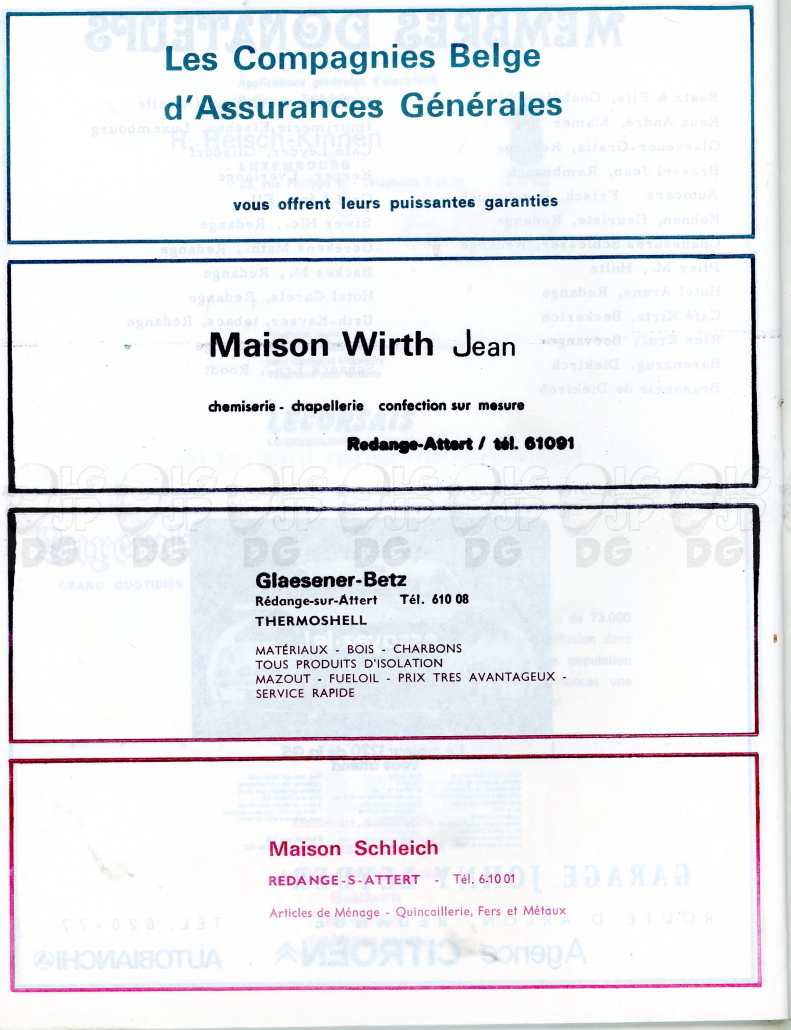 Les Compagnies Belge
d'Assurances Générales
vous offrent leurs puissantes garanties
Maison Wirth Jean
chemiserie - chapellerie confection sur mesure
Redange-Attert / tél. 61091
Glaesener-Betz
Rédange-sur-Attert Tél. 610 08
THERMOSHELL
MATÉRIAUX - BOIS - CHARBONS
TOUS PRODUITS D'ISOLATION
MAZOUT - FUELOIL - PRIX TRES AVANTAGEUX -
SERVICE RAPIDE
Maison Schleich
REDANGE-S-ATTERT - Tél. 6-10 01
Articles de Ménage - Quincaillerie, Fers et Métaux